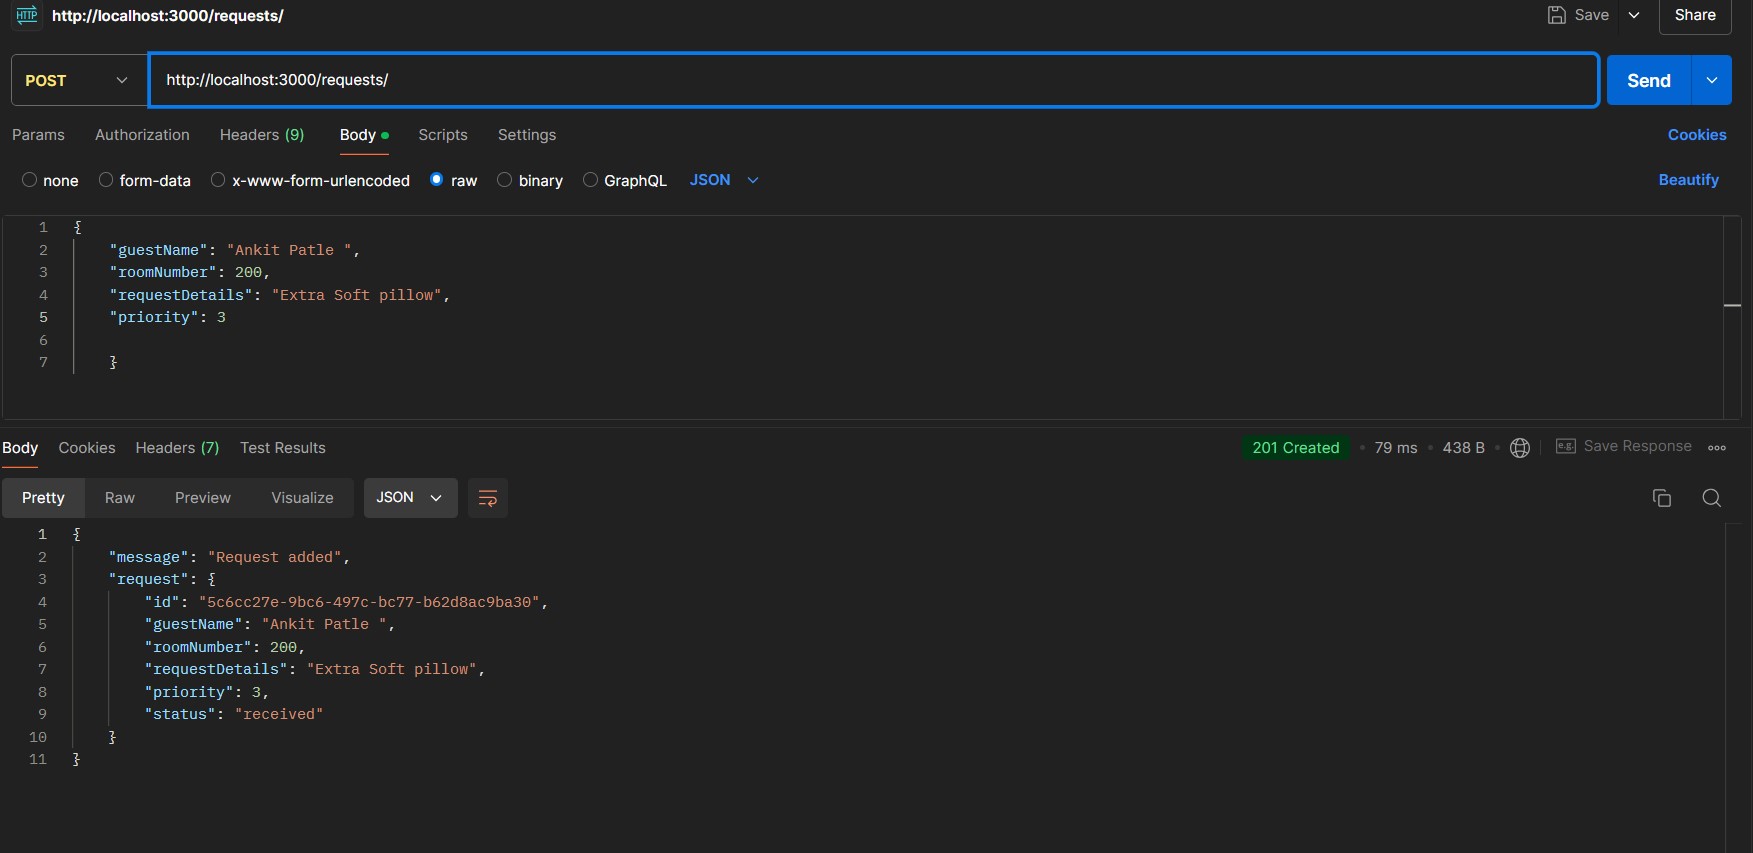 HTTP http://localhost:3000/requests/ Save Share
POST http://localhost:3000/requests/ Send
Params Authorization Headers (9) Body Scripts Settings Cookies
none form-data x-www-form-urlencoded raw binary GraphQL JSON Beautify
1 {
2 "guestName": "Ankit Patle ",
3 "roomNumber": 200,
4 "requestDetails": "Extra Soft pillow",
5 "priority": 3
6
7 }
Body Cookies Headers (7) Test Results 201 Created • 79 ms • 438 B • e.g. Save Response
Pretty Raw Preview Visualize JSON
1 {
2 "message": "Request added",
3 "request": {
4 "id": "5c6cc27e-9bc6-497c-bc77-b62d8ac9ba30",
5 "guestName": "Ankit Patle ",
6 "roomNumber": 200,
7 "requestDetails": "Extra Soft pillow",
8 "priority": 3,
9 "status": "received"
10 }
11 }